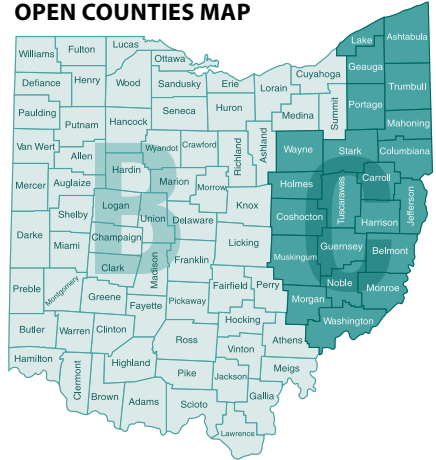 OPEN COUNTIES MAP
Williams
Fulton
Lucas
Ottawa
Lake
Ashtabula
Defiance
Henry
Wood
Sandusky
Erie
Lorain
Cuyahoga
Geauga
Trumbull
Paulding
Putnam
Hancock
Seneca
Huron
Medina
Summit
Portage
Mahoning
Van Wert
Allen
Wyandot
Crawford
Richland
Ashland
Wayne
Stark
Columbiana
Mercer
Auglaize
Hardin
Marion
Morrow
Holmes
Tuscarawas
Carroll
Jefferson
Shelby
Logan
Union
Delaware
Knox
Coshocton
Harrison
Darke
Miami
Champaign
Licking
Muskingum
Guernsey
Belmont
B
C
Clark
Madison
Franklin
Preble
Montgomery
Greene
Fayette
Pickaway
Fairfield
Perry
Morgan
Noble
Monroe
Butler
Warren
Clinton
Ross
Hocking
Athens
Washington
Hamilton
Clermont
Highland
Pike
Vinton
Jackson
Meigs
Brown
Adams
Scioto
Gallia
Lawrence